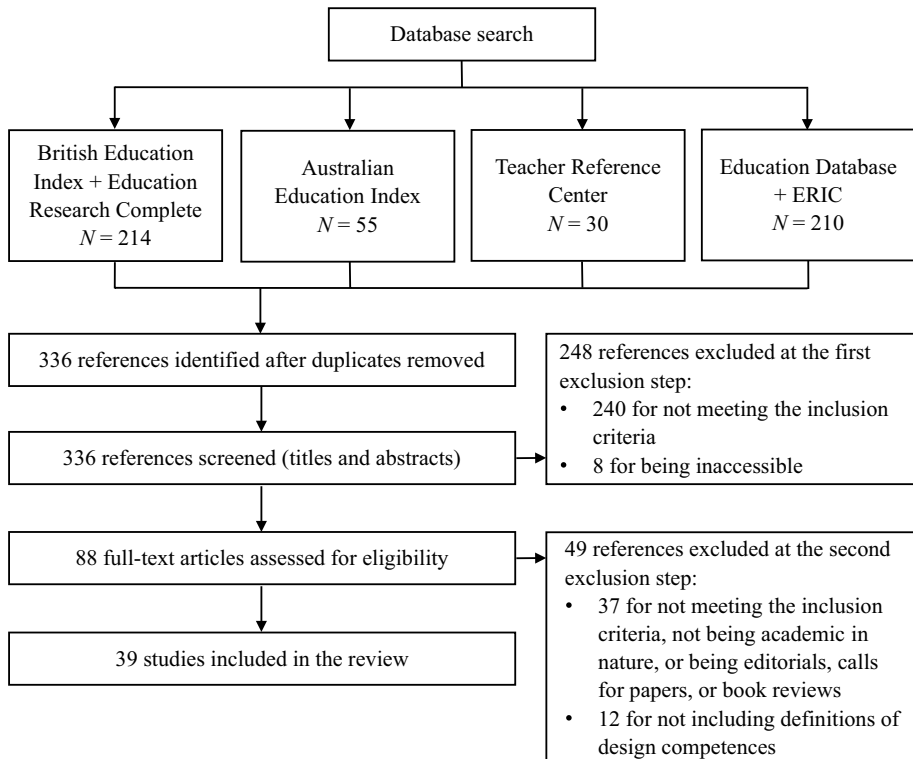 Database search
British Education
Index + Education
Research Complete
N = 214
Australian
Education Index
N = 55
Teacher Reference
Center
N = 30
Education Database
+ ERIC
N = 210
336 references identified after duplicates removed
248 references excluded at the first
exclusion step:
• 240 for not meeting the inclusion
criteria
• 8 for being inaccessible
336 references screened (titles and abstracts)
88 full-text articles assessed for eligibility
49 references excluded at the second
exclusion step:
• 37 for not meeting the inclusion
criteria, not being academic in
nature, or being editorials, calls
for papers, or book reviews
• 12 for not including definitions of
design competences
39 studies included in the review